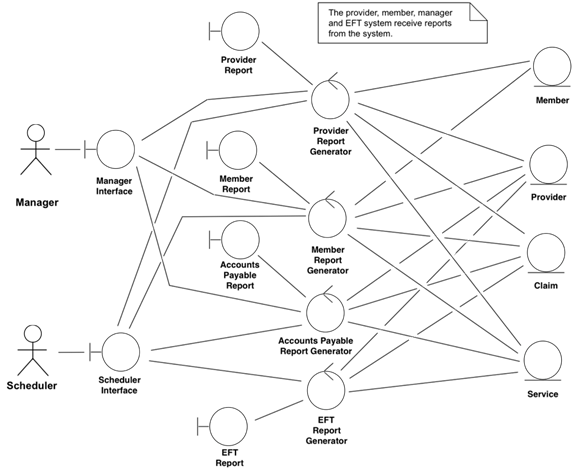 The provider, member, manager
and EFT system receive reports
from the system.
Provider
Report
Member
Provider
Report
Generator
Manager
Manager
Interface
Member
Report
Provider
Member
Report
Generator
Accounts
Payable
Report
Claim
Accounts Payable
Report Generator
Scheduler
Scheduler
Interface
Service
EFT
Report
Generator
EFT
Report